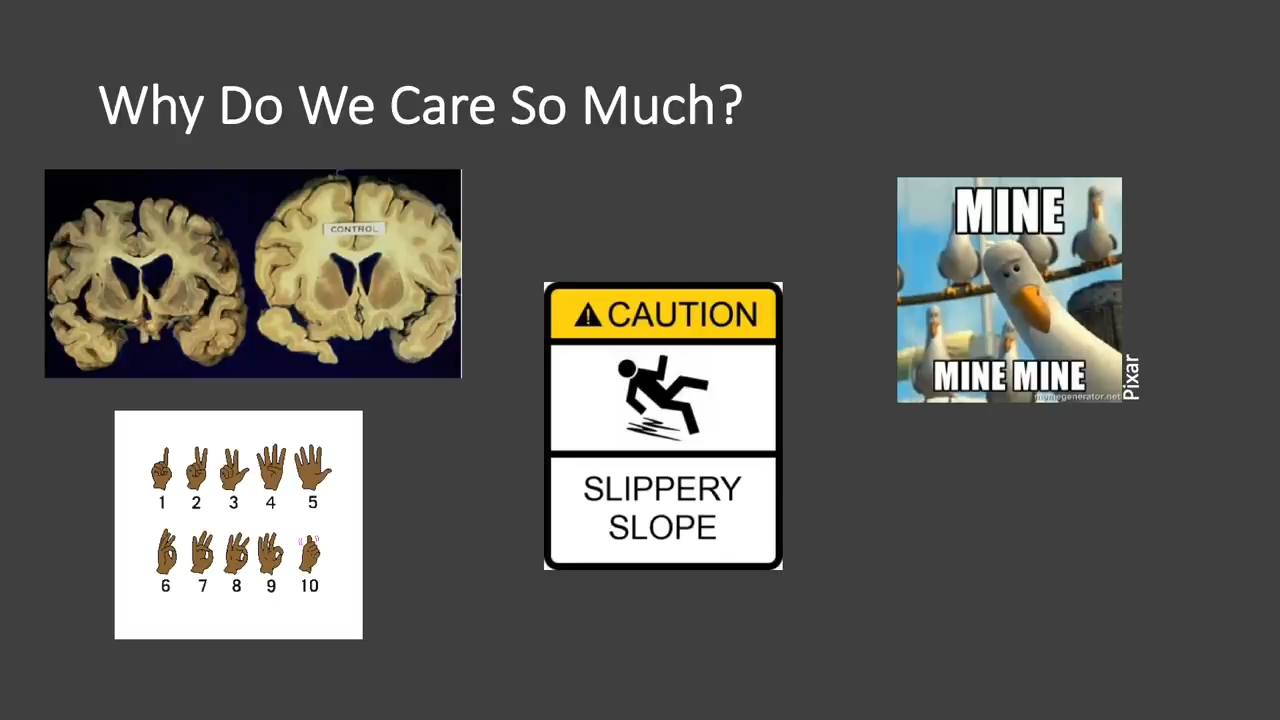 Why Do We Care So Much?
CONTROL
1 2 3 4 5
6 7 8 9 10
CAUTION
SLIPPERY
SLOPE
MINE
MINE MINE
memegenerator.net
Pixar